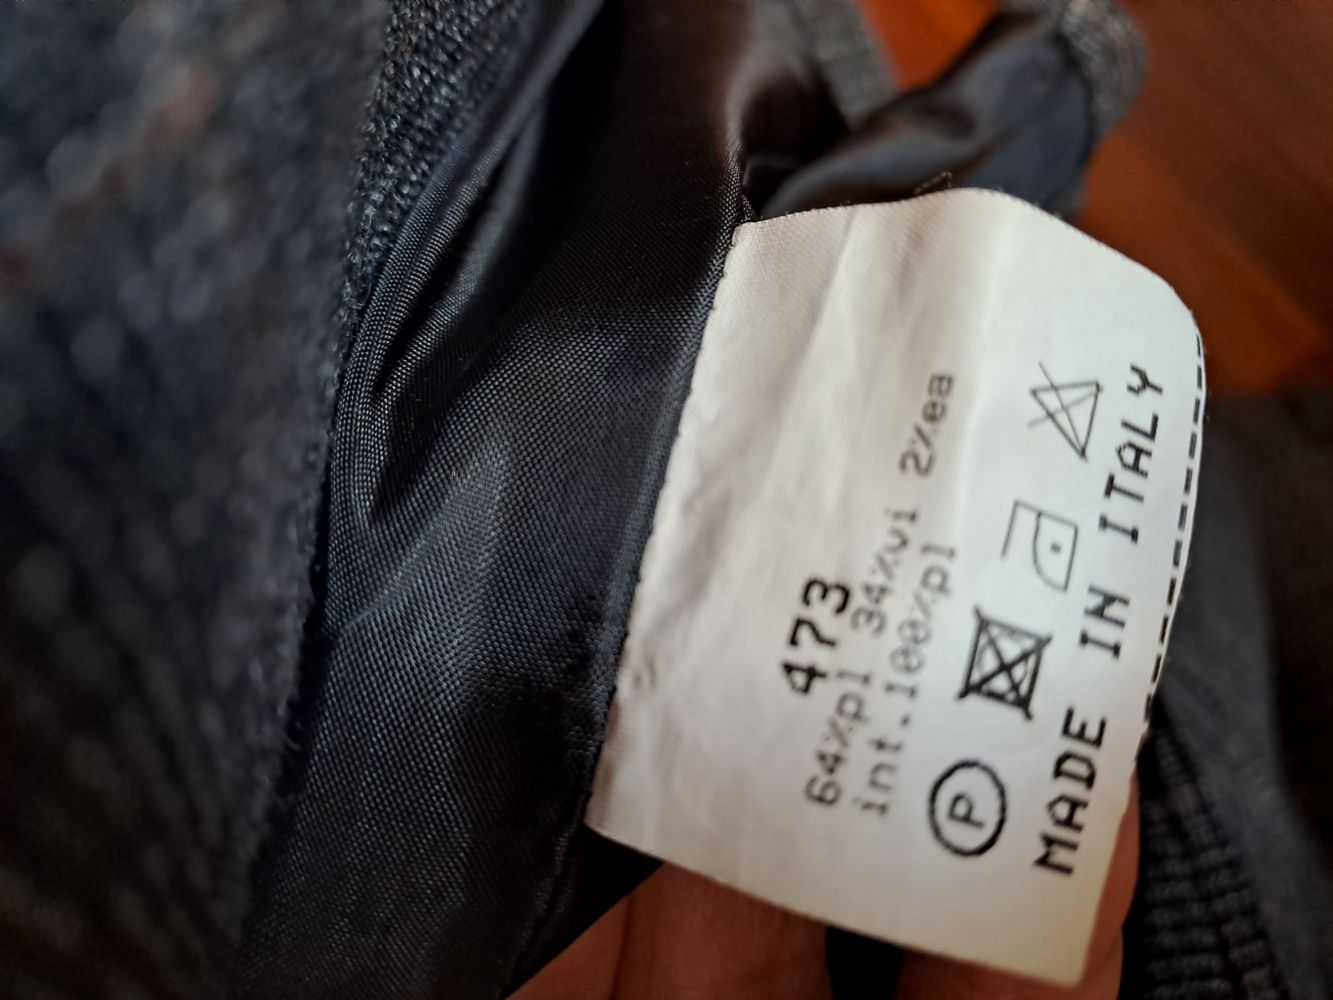 473
64%pl 34%vi 2%ea
int.100%pl
P
MADE IN ITALY